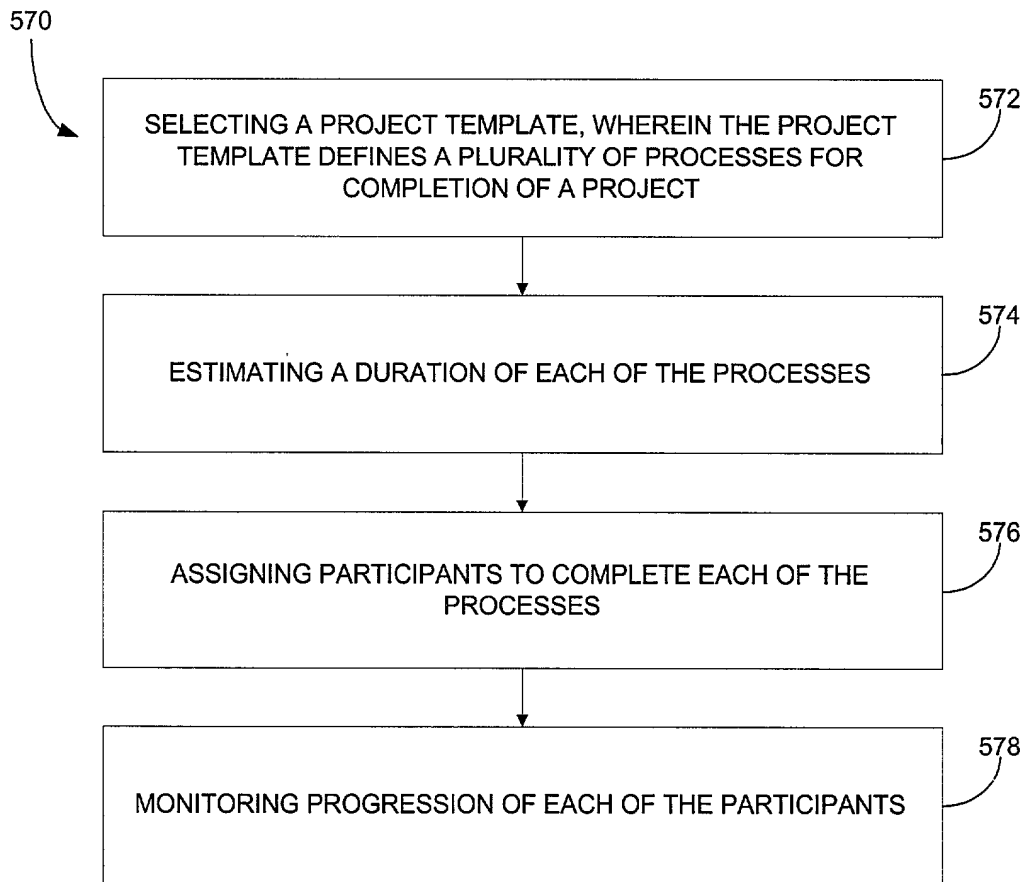 570
572
SELECTING A PROJECT TEMPLATE, WHEREIN THE PROJECT
TEMPLATE DEFINES A PLURALITY OF PROCESSES FOR
COMPLETION OF A PROJECT
574
ESTIMATING A DURATION OF EACH OF THE PROCESSES
576
ASSIGNING PARTICIPANTS TO COMPLETE EACH OF THE
PROCESSES
578
MONITORING PROGRESSION OF EACH OF THE PARTICIPANTS